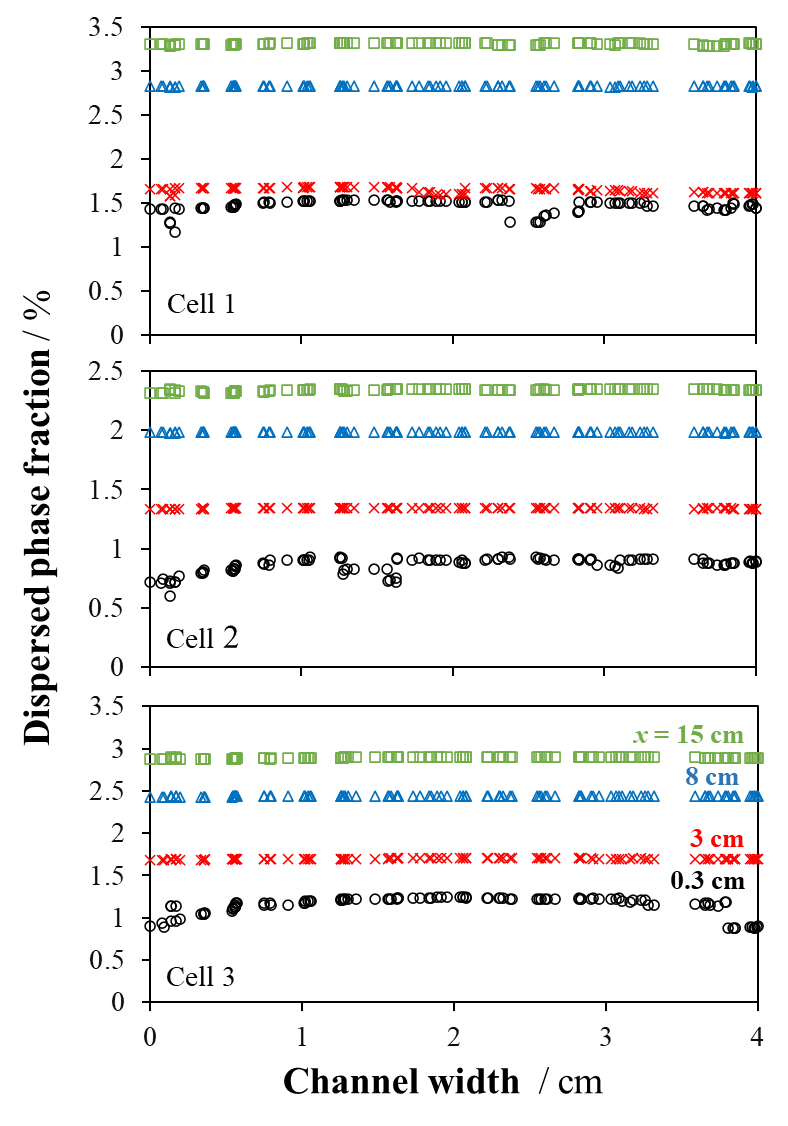 Dispersed phase fraction / %
3.5
3
2.5
2
1.5
1
0.5
0
Cell 1
2.5
2
1.5
1
0.5
0
Cell 2
3.5
3
2.5
2
1.5
1
0.5
0
x = 15 cm
8 cm
3 cm
0.3 cm
Cell 3
0 1 2 3 4
Channel width / cm